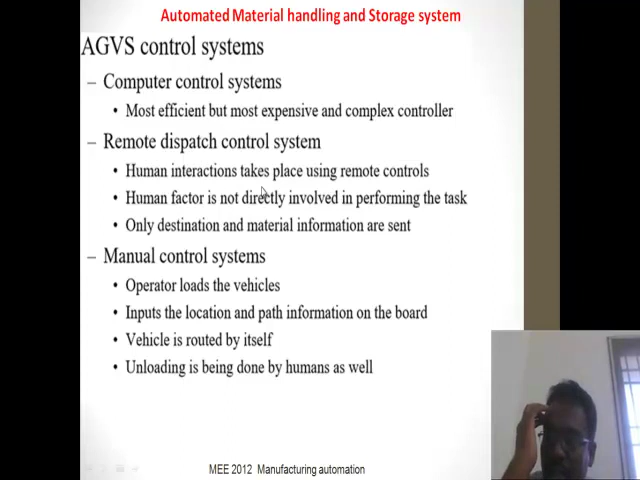 Automated Material handling and Storage system
AGVS control systems
– Computer control systems
• Most efficient but most expensive and complex controller
– Remote dispatch control system
• Human interactions takes place using remote controls
• Human factor is not directly involved in performing the task
• Only destination and material information are sent
– Manual control systems
• Operator loads the vehicles
• Inputs the location and path information on the board
• Vehicle is routed by itself
• Unloading is being done by humans as well
MEE 2012 Manufacturing automation